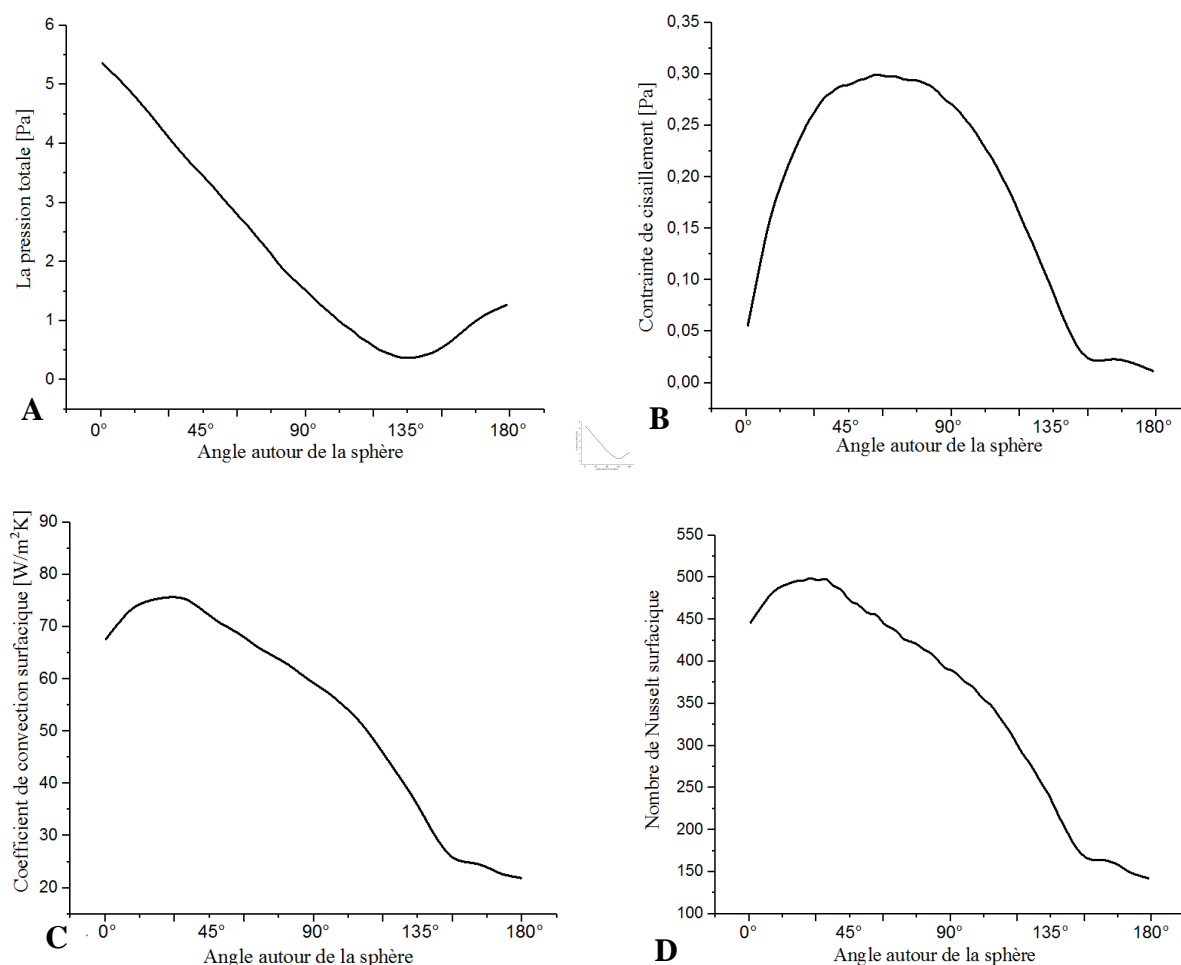 La pression totale [Pa]
6
5
4
3
2
1
0
0° 45° 90° 135° 180°
Angle autour de la sphère
A
Contrainte de cisaillement [Pa]
0,35
0,30
0,25
0,20
0,15
0,10
0,05
0,00
0° 45° 90° 135° 180°
Angle autour de la sphère
B
Coefficient de convection surfacique [W/m²K]
90
80
70
60
50
40
30
20
0° 45° 90° 135° 180°
Angle autour de la sphère
C
Nombre de Nusselt surfacique
550
500
450
400
350
300
250
200
150
100
0° 45° 90° 135° 180°
Angle autour de la sphère
D